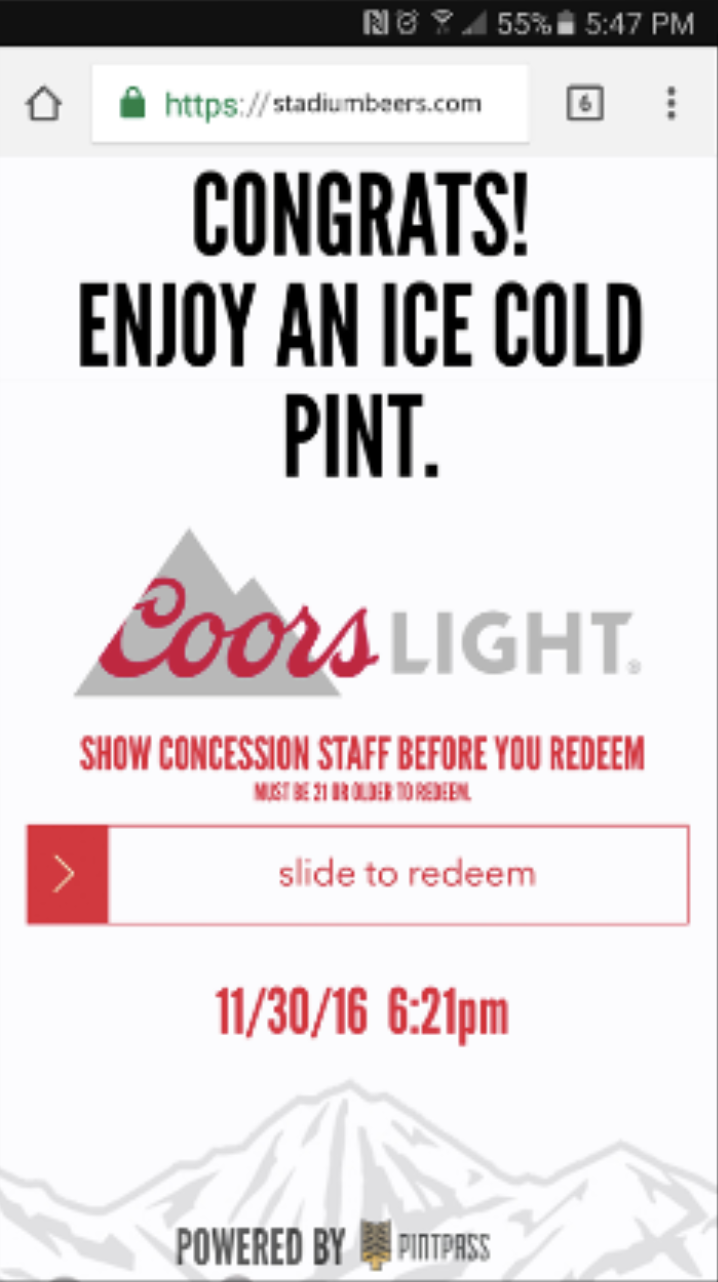 55% 5:47 PM
https://stadiumbeers.com 6
CONGRATS!
ENJOY AN ICE COLD
PINT.
Coors LIGHT®
SHOW CONCESSION STAFF BEFORE YOU REDEEM
MUST BE 21 OR OLDER TO REDEEM.
slide to redeem
11/30/16 6:21pm
POWERED BY PINTPASS